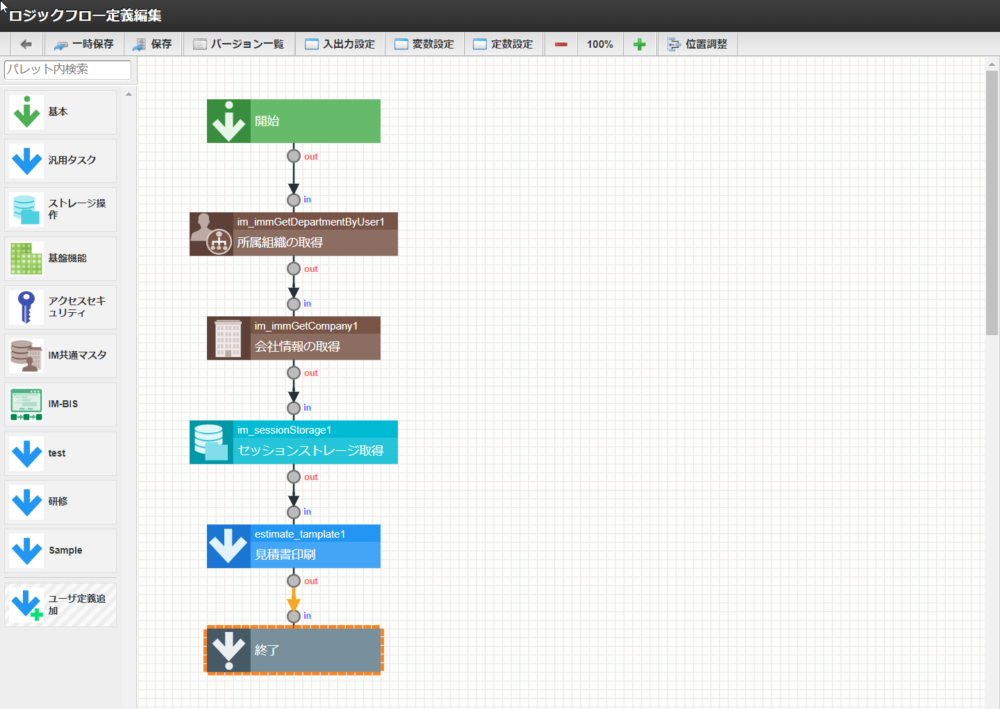 ロジックフロー定義編集
一時保存
保存
バージョン一覧
入出力設定
変数設定
定数設定
100%
位置調整
パレット内検索
基本
汎用タスク
ストレージ操
作
基盤機能
アクセスセキ
ュリティ
IM共通マスタ
IM-BIS
test
研修
Sample
ユーザ定義追
加
開始
out
in
im_immGetDepartmentByUser1
所属組織の取得
out
in
im_immGetCompany1
会社情報の取得
out
in
im_sessionStorage1
セッションストレージ取得
out
in
estimate_tamplate1
見積書印刷
out
in
終了